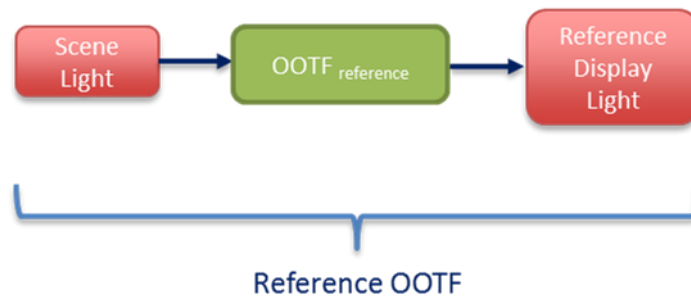 Scene
Light
OOTF reference
Reference
Display
Light
Reference OOTF